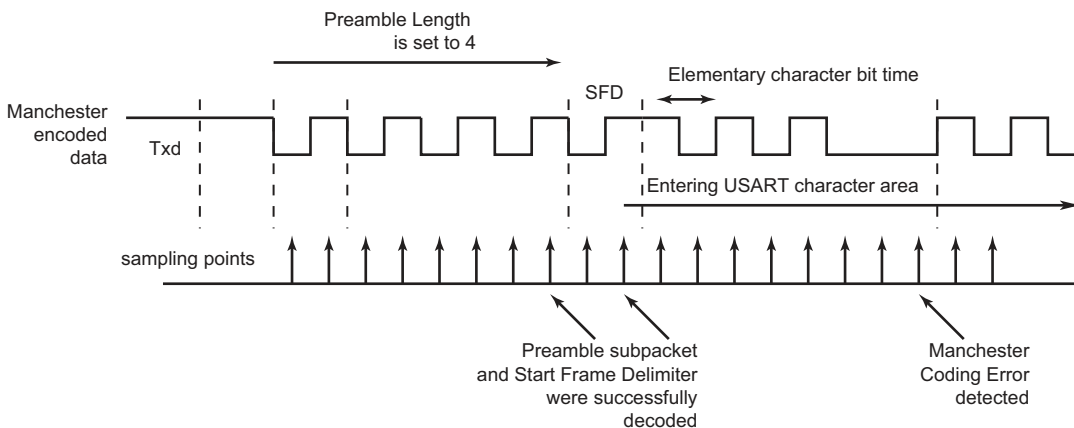 Preamble Length
is set to 4
Elementary character bit time
SFD
Manchester
encoded
data
Txd
Entering USART character area
sampling points
Preamble subpacket
and Start Frame Delimiter
were successfully
decoded
Manchester
Coding Error
detected